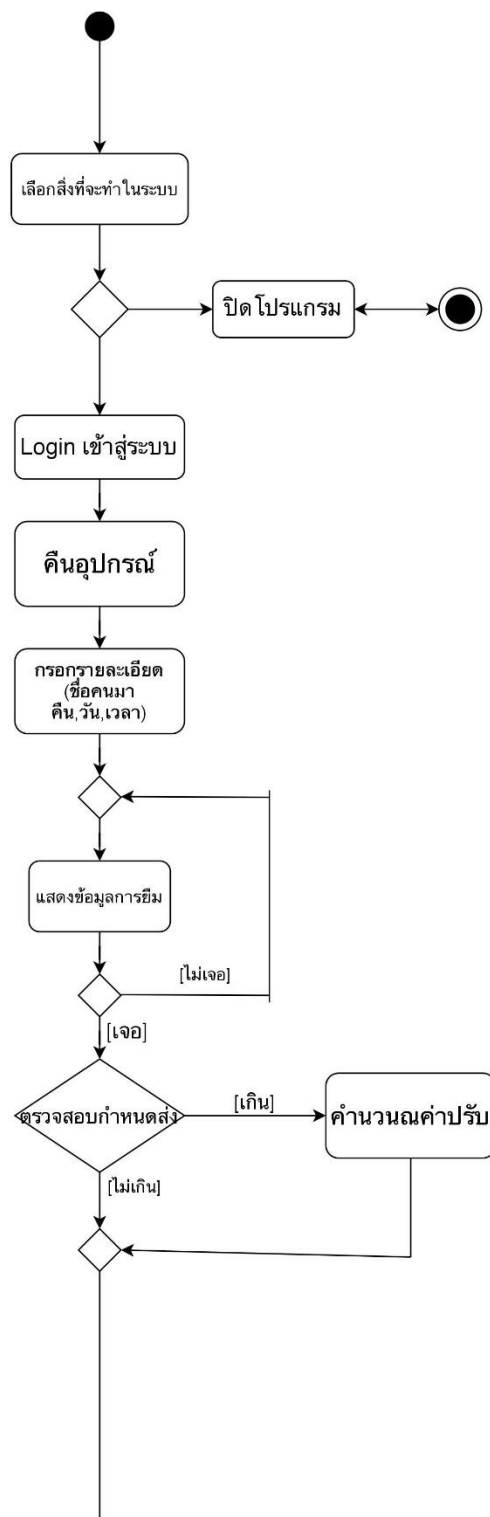 เลือกสิ่งที่จะทำในระบบ
ปิดโปรแกรม
Login เข้าสู่ระบบ
คืนอุปกรณ์
กรอกรายละเอียด
(ชื่อคนมา
คืน,วัน,เวลา)
แสดงข้อมูลการยืม
[ไม่เจอ]
[เจอ]
ตรวจสอบกำหนดส่ง
[เกิน]
คำนวนณค่าปรับ
[ไม่เกิน]